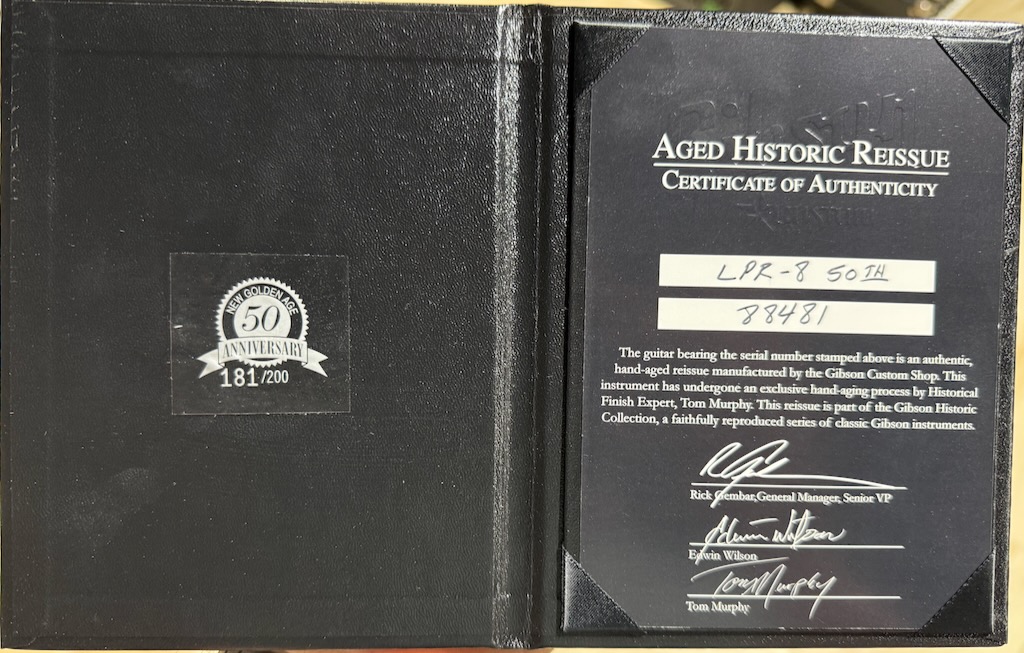 NEW GOLDEN AGE
50
ANNIVERSARY
181/200
AGED HISTORIC REISSUE
CERTIFICATE OF AUTHENTICITY
LPR-8 50TH
88481
The guitar bearing the serial number stamped above is an authentic,
hand-aged reissue manufactured by the Gibson Custom Shop. This
instrument has undergone an exclusive hand-aging process by Historical
Finish Expert, Tom Murphy. This reissue is part of the Gibson Historic
Collection, a faithfully reproduced series of classic Gibson instruments.
Rick Gembar, General Manager, Senior VP
Edwin Wilson
Edwin Wilson
Tom Murphy
Tom Murphy